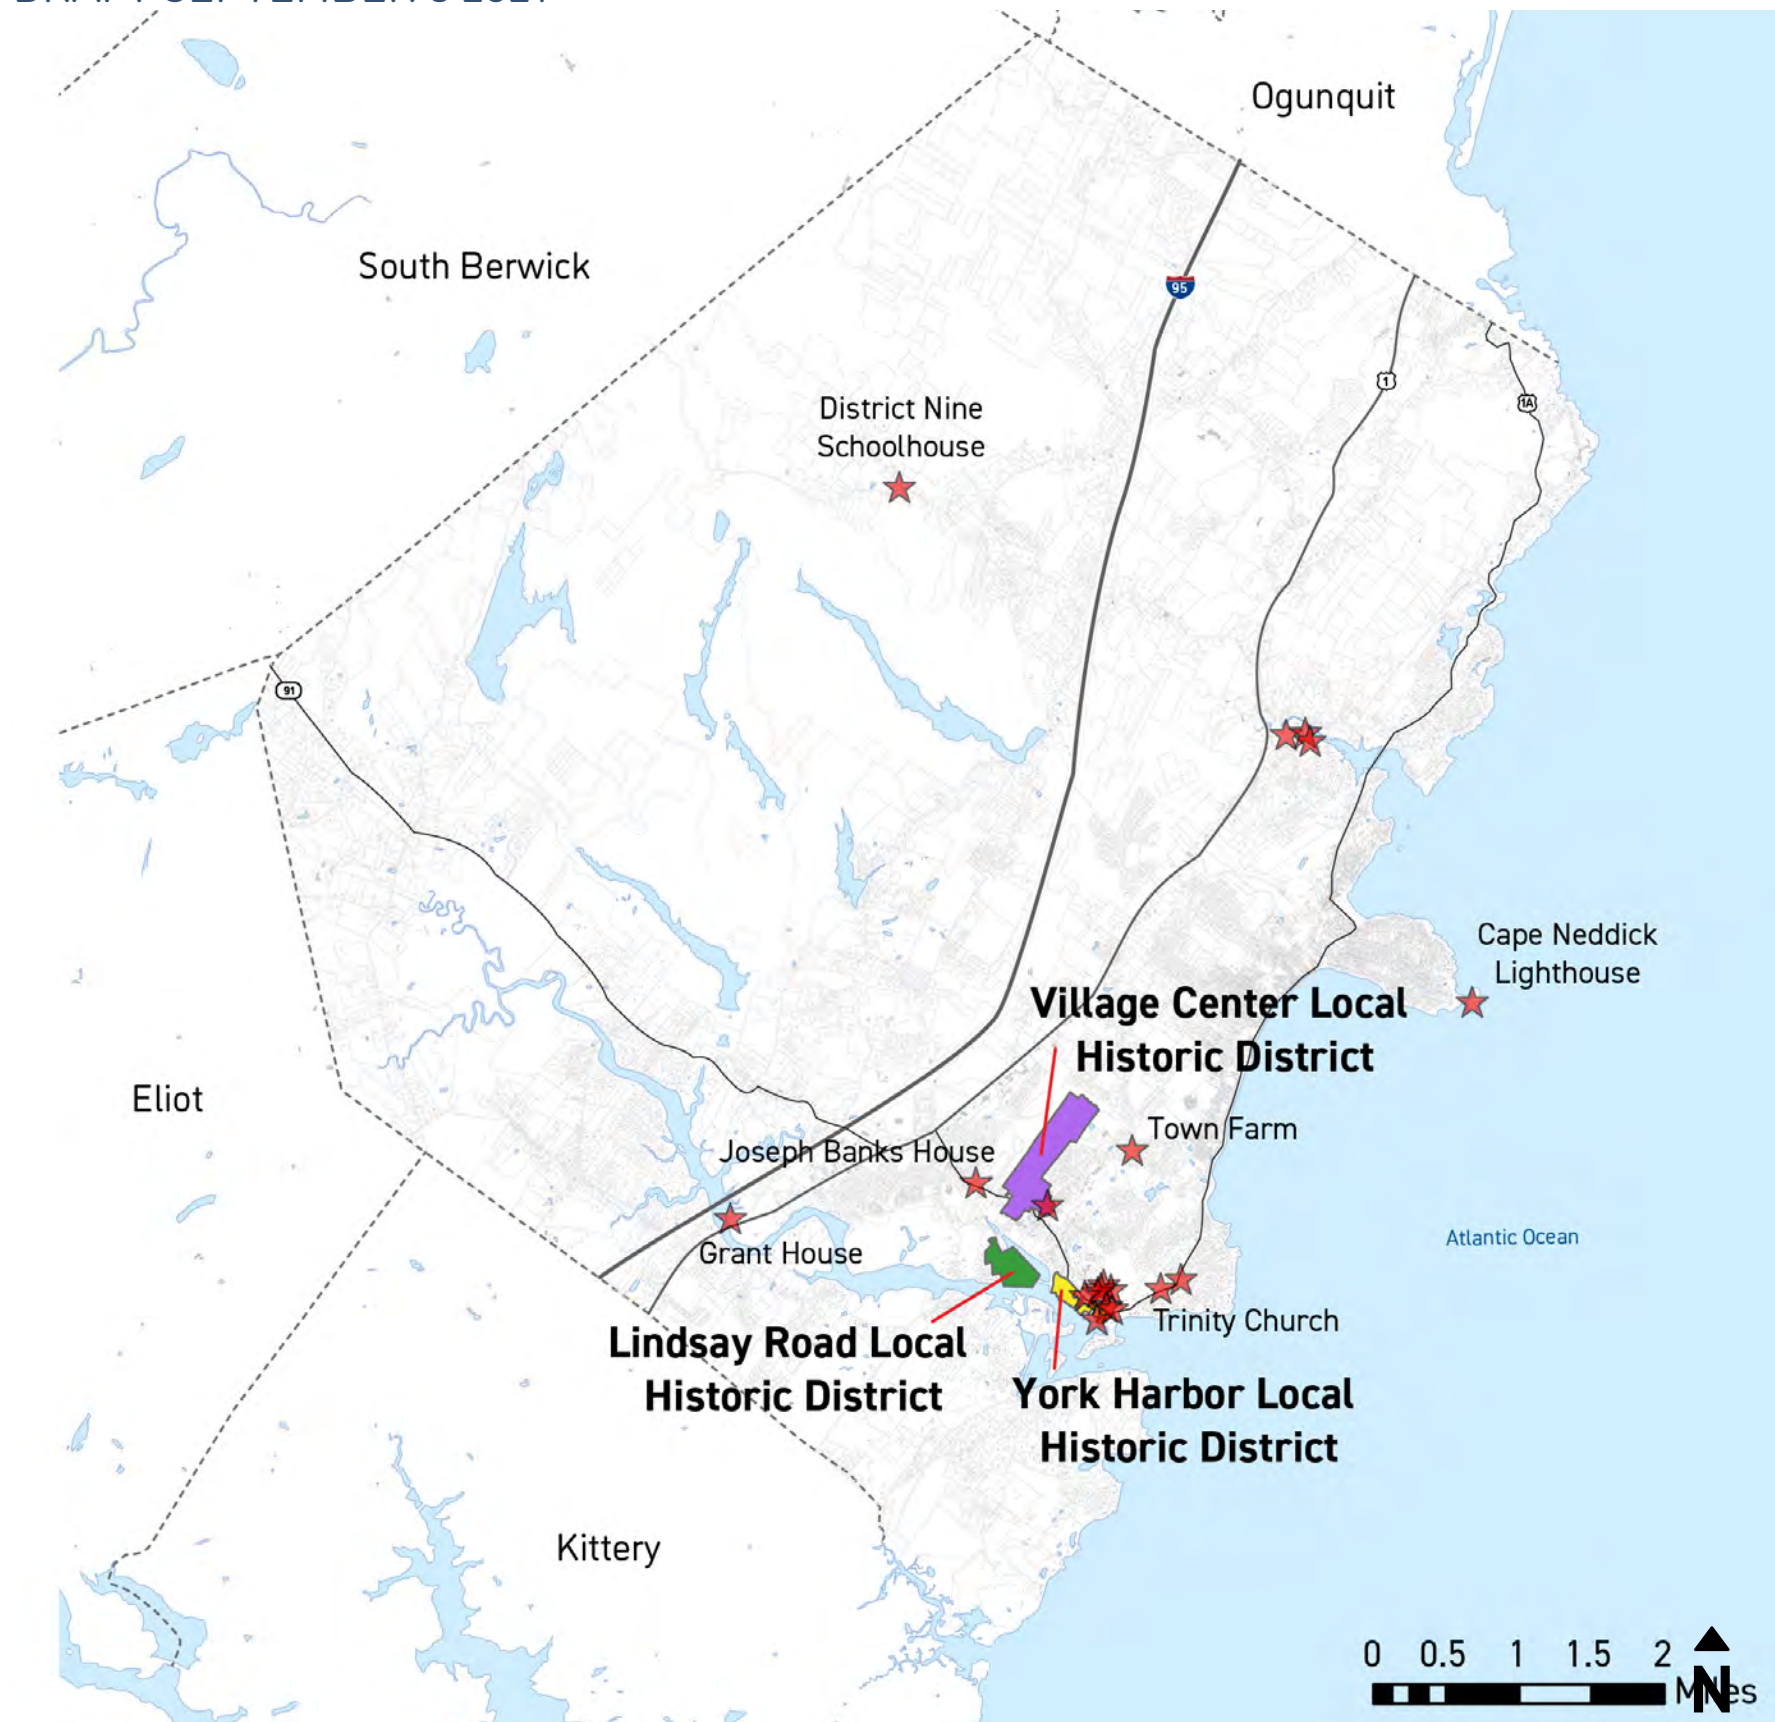 Ogunquit
South Berwick
95
1
1A
District Nine
Schoolhouse
91
Cape Neddick
Lighthouse
Village Center Local
Historic District
Eliot
Town Farm
Joseph Banks House
Grant House
Atlantic Ocean
Trinity Church
Lindsay Road Local
Historic District
York Harbor Local
Historic District
Kittery
0 0.5 1 1.5 2
Miles
N